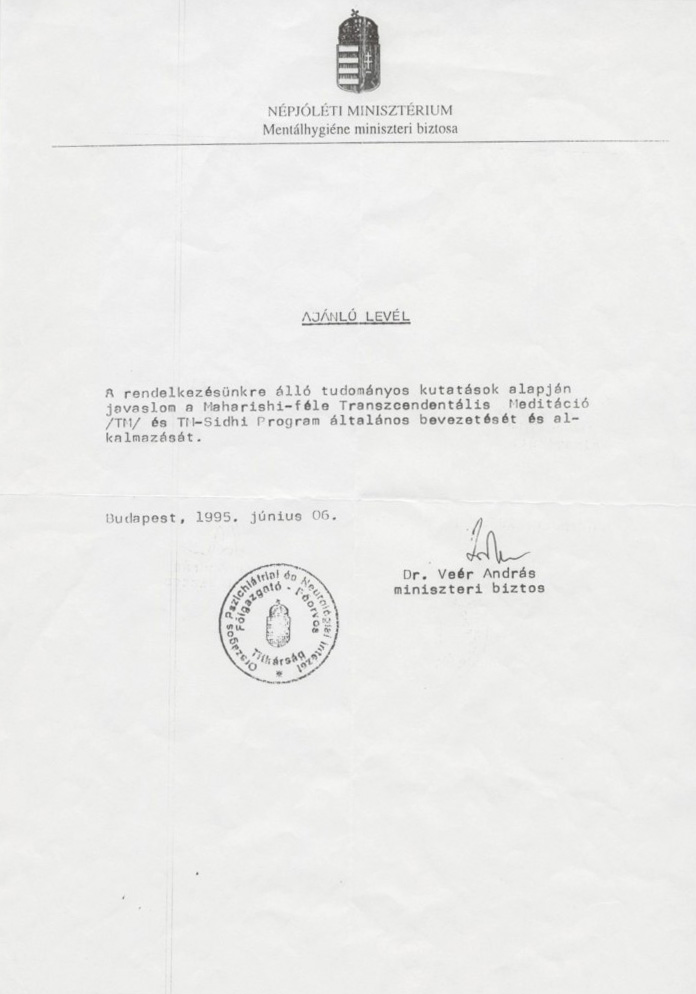 NÉPJÓLÉTI MINISZTÉRIUM
Mentálhygiéne miniszteri biztosa
AJÁNLÓ LEVÉL
A rendelkezésünkre álló tudományos kutatások alapján
javaslom a Maharishi-féle Transzcendentális Meditáció
/TM/ és TM-Sidhi Program általános bevezetését és al-
kalmazását.
Budapest, 1995. június 06.
Dr. Veér András
miniszteri biztos
Országos Pszichiátriai és Neurológiai Intézet
Főigazgató - Főorvos
Titkárság